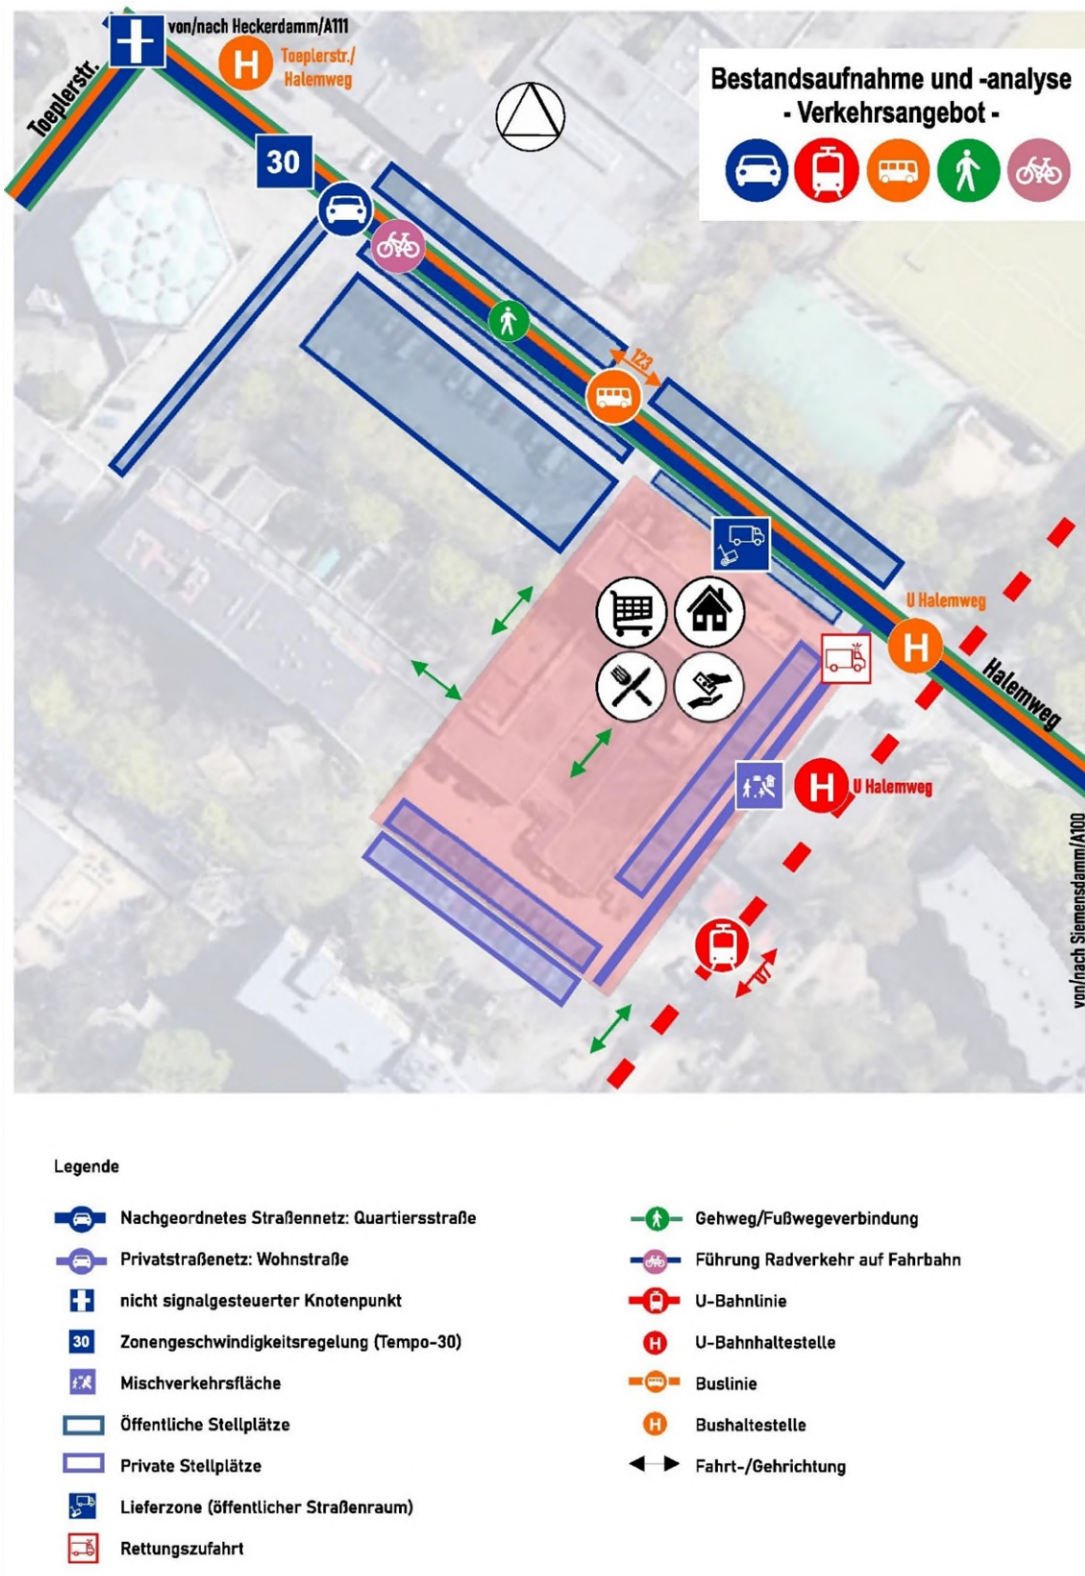 von/nach Heckerdamm/A111
Toeplerstr./
Halemweg
Toeplerstr.
Bestandsaufnahme und -analyse
- Verkehrsangebot -
H
30
123
U Halemweg
H
Halemweg
H
U Halemweg
U7
von/nach Siemensdamm/A100
Legende
Nachgeordnetes Straßennetz: Quartiersstraße
Privatstraßenetz: Wohnstraße
nicht signalgesteuerter Knotenpunkt
30 Zonengeschwindigkeitsregelung (Tempo-30)
Mischverkehrsfläche
Öffentliche Stellplätze
Private Stellplätze
Lieferzone (öffentlicher Straßenraum)
Rettungszufahrt
Gehweg/Fußwegeverbindung
Führung Radverkehr auf Fahrbahn
U-Bahnlinie
H U-Bahnhaltestelle
Buslinie
H Bushaltestelle
Fahrt-/Gehrichtung